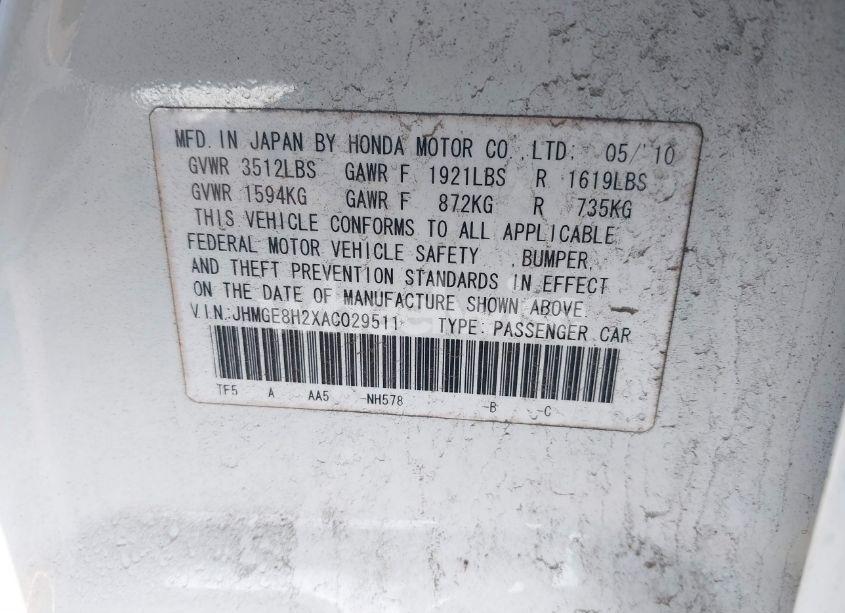 MFD. IN JAPAN BY HONDA MOTOR CO.,LTD. 05/'10
GVWR 3512LBS GAWR F 1921LBS R 1619LBS
GVWR 1594KG GAWR F 872KG R 735KG
THIS VEHICLE CONFORMS TO ALL APPLICABLE
FEDERAL MOTOR VEHICLE SAFETY , BUMPER,
AND THEFT PREVENTION STANDARDS IN EFFECT
ON THE DATE OF MANUFACTURE SHOWN ABOVE.
V.I.N.:JHMGE8H2XAC029511 TYPE: PASSENGER CAR
TF5 A AA5 -NH578 -B -C